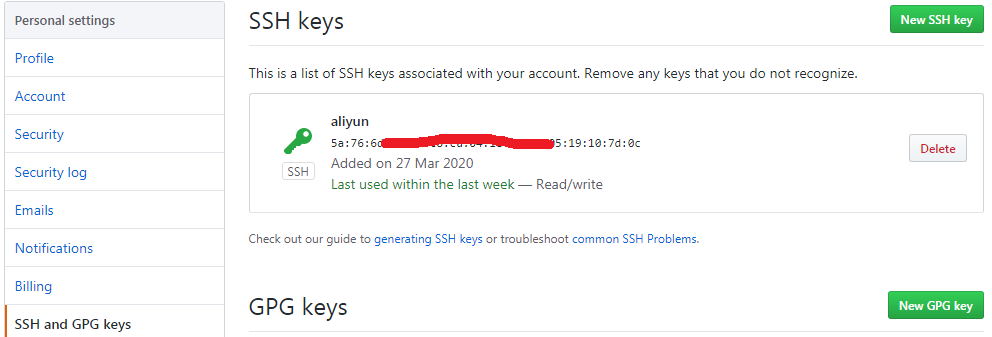 Personal settings
Profile
Account
Security
Security log
Emails
Notifications
Billing
SSH and GPG keys
SSH keys
New SSH key
This is a list of SSH keys associated with your account. Remove any keys that you do not recognize.
aliyun
5a:76:6 5:19:10:7d:0c
SSH
Added on 27 Mar 2020
Last used within the last week — Read/write
Delete
Check out our guide to generating SSH keys or troubleshoot common SSH Problems.
GPG keys
New GPG key